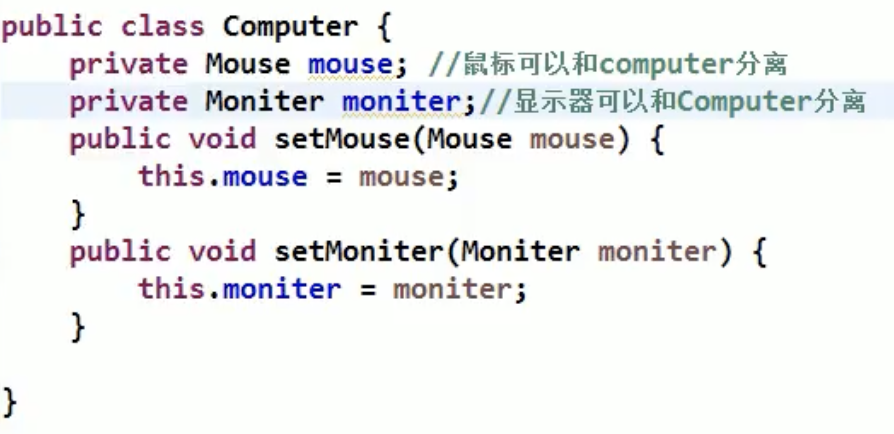 public class Computer {
    private Mouse mouse; //鼠标可以和computer分离
    private Moniter moniter;//显示器可以和Computer分离
    public void setMouse(Mouse mouse) {
        this.mouse = mouse;
    }
    public void setMoniter(Moniter moniter) {
        this.moniter = moniter;
    }
}